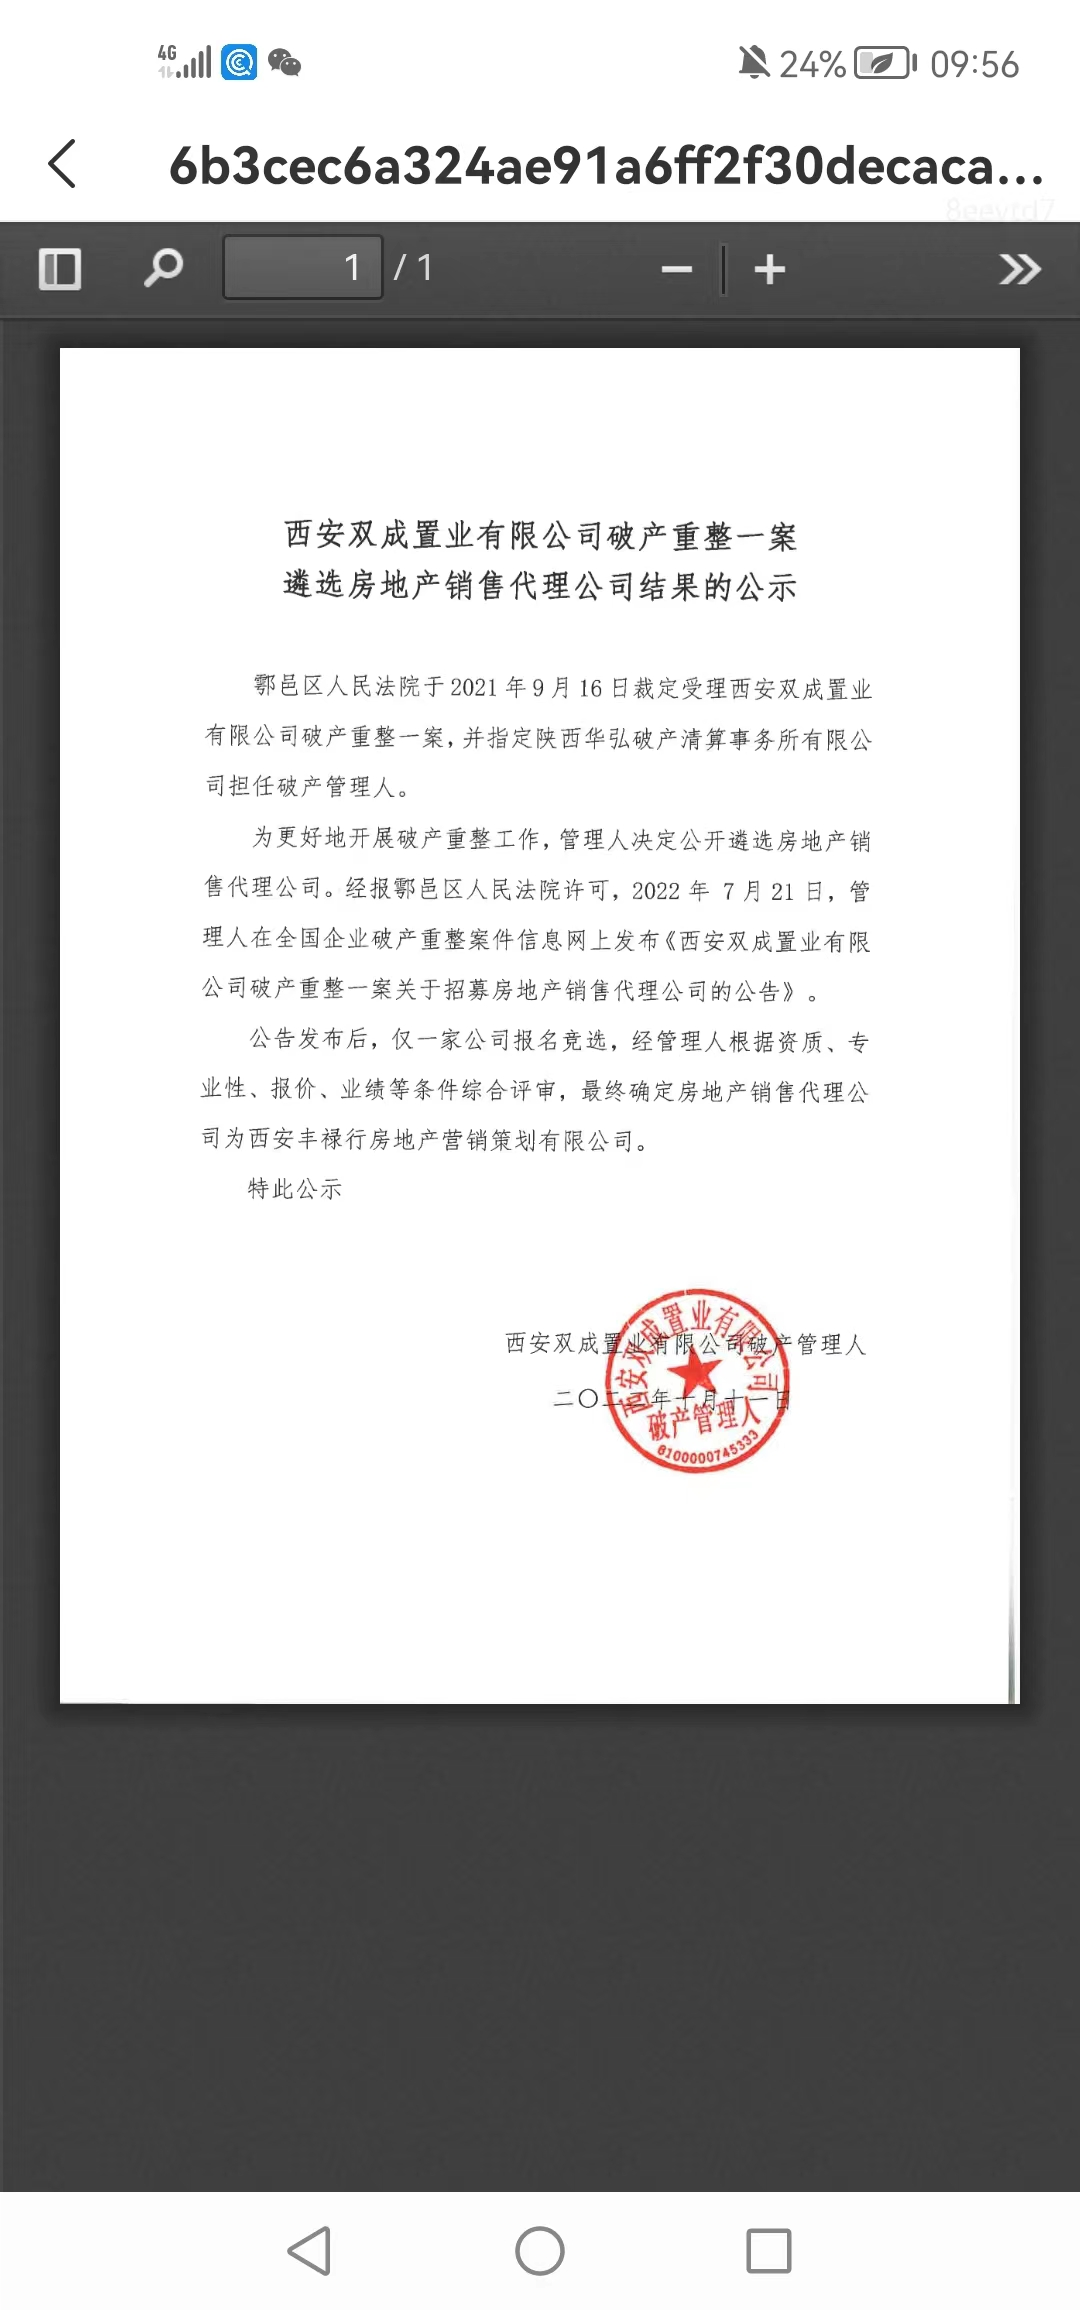 4G 24% 09:56
6b3cec6a324ae91a6ff2f30decaca...
8eeytd7
1 / 1
西安双成置业有限公司破产重整一案
遴选房地产销售代理公司结果的公示
鄠邑区人民法院于2021年9月16日裁定受理西安双成置业
有限公司破产重整一案，并指定陕西华弘破产清算事务所有限公
司担任破产管理人。
为更好地开展破产重整工作，管理人决定公开遴选房地产销
售代理公司。经报鄠邑区人民法院许可，2022年7月21日，管
理人在全国企业破产重整案件信息网上发布《西安双成置业有限
公司破产重整一案关于招募房地产销售代理公司的公告》。
公告发布后，仅一家公司报名竞选，经管理人根据资质、专
业性、报价、业绩等条件综合评审，最终确定房地产销售代理公
司为西安丰禄行房地产营销策划有限公司。
特此公示
西安双成置业有限公司破产管理人
二〇二二年十月十一日
西安双成置业有限公司
破产管理人
6100000745333